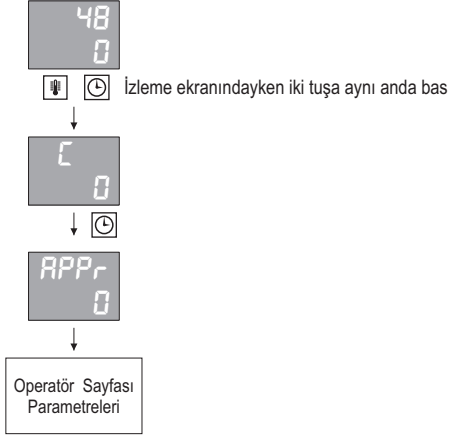 48
0
İzleme ekranındayken iki tuşa aynı anda bas
C
0
APPr
0
Operatör Sayfası
Parametreleri